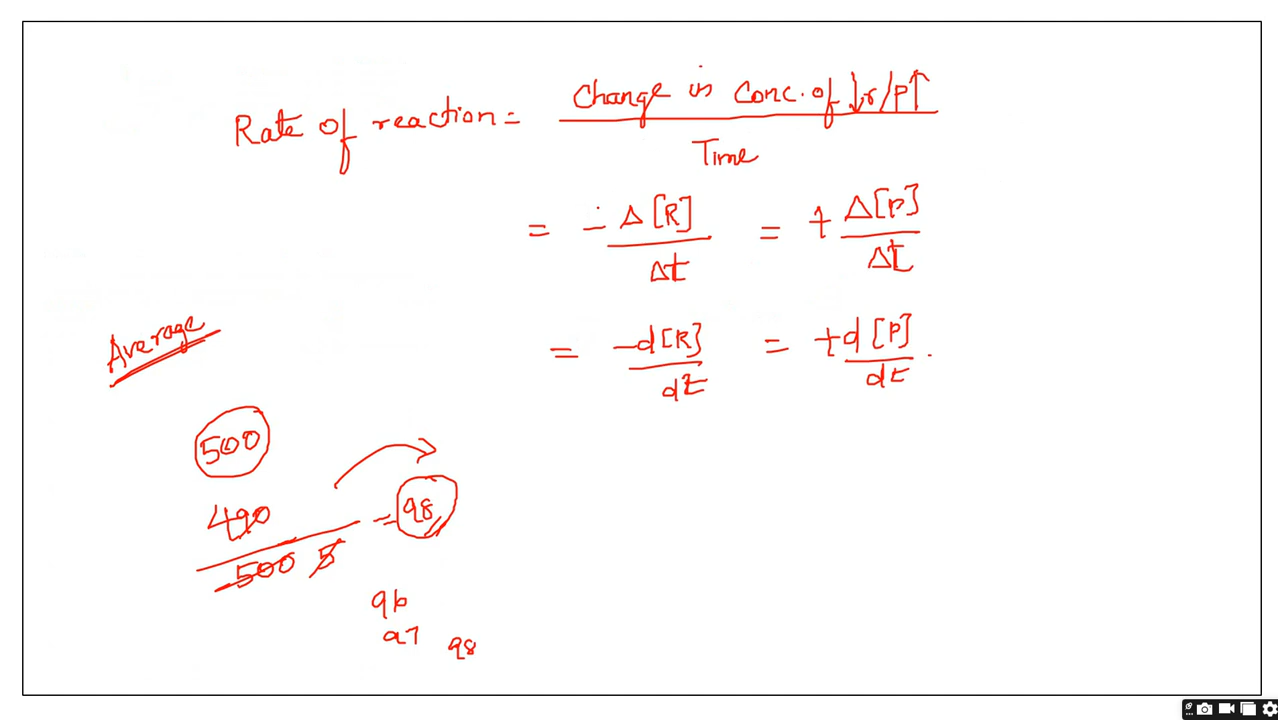 Rate of reaction = Change in Conc. of ↓r/P↑ / Time
= - Δ[R] / Δt = + Δ[P] / Δt
= -d[R] / dt = +d[P] / dt .
Average
500
490 / 500 5 = 98
96
97
98